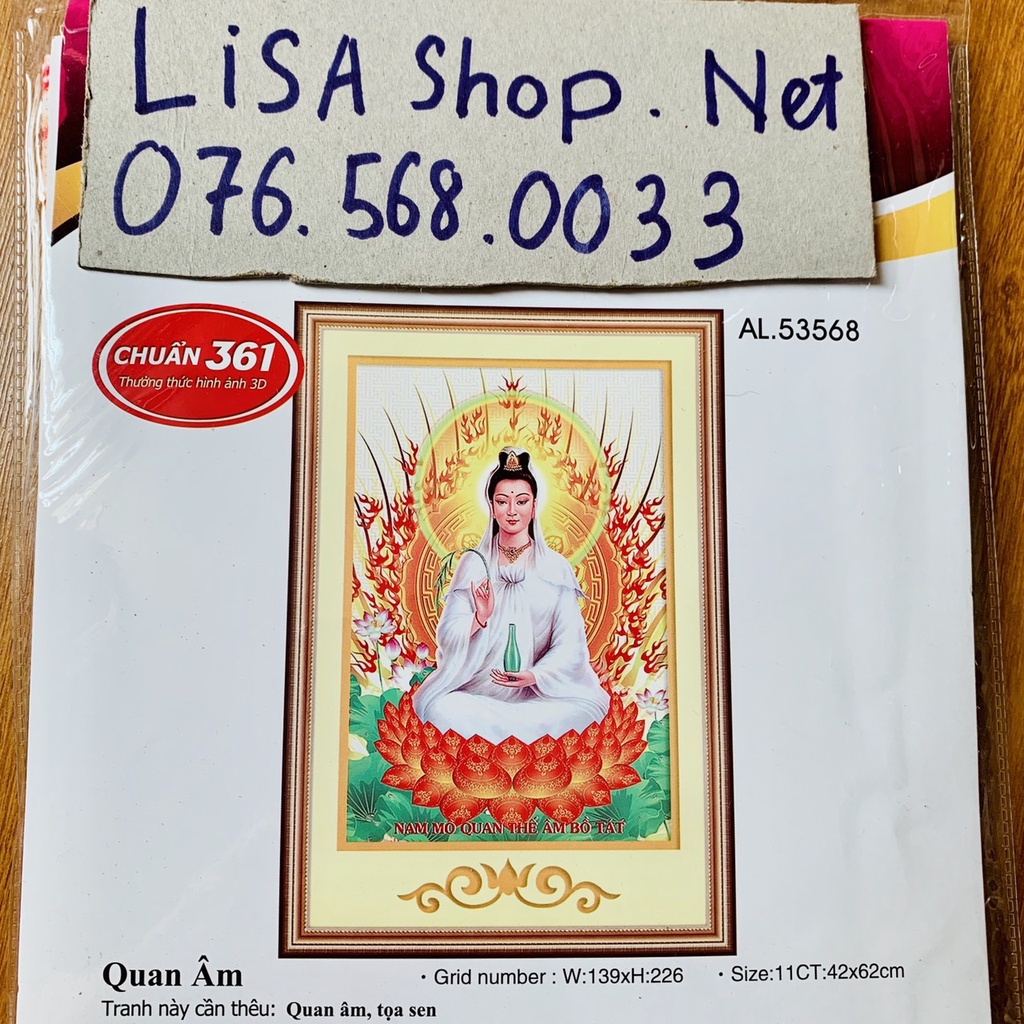 LiSA Shop. Net
076.568.0033
CHUẨN 361
Thưởng thức hình ảnh 3D
AL.53568
NAM MÔ QUAN THẾ ÂM BỒ TÁT
Quan Âm
· Grid number : W:139xH:226
· Size:11CT:42x62cm
Tranh này cần thêu: Quan âm, tọa sen